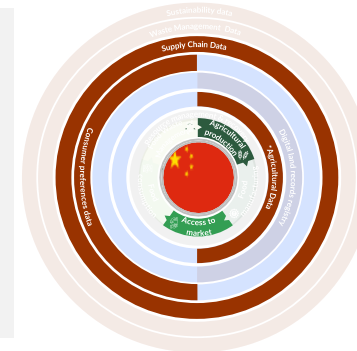 Sustainability data
Waste Management Data
Supply Chain Data
Consumer preferences data
Digital land records registry
*Agricultural Data
Agricultural
production
Access to
market